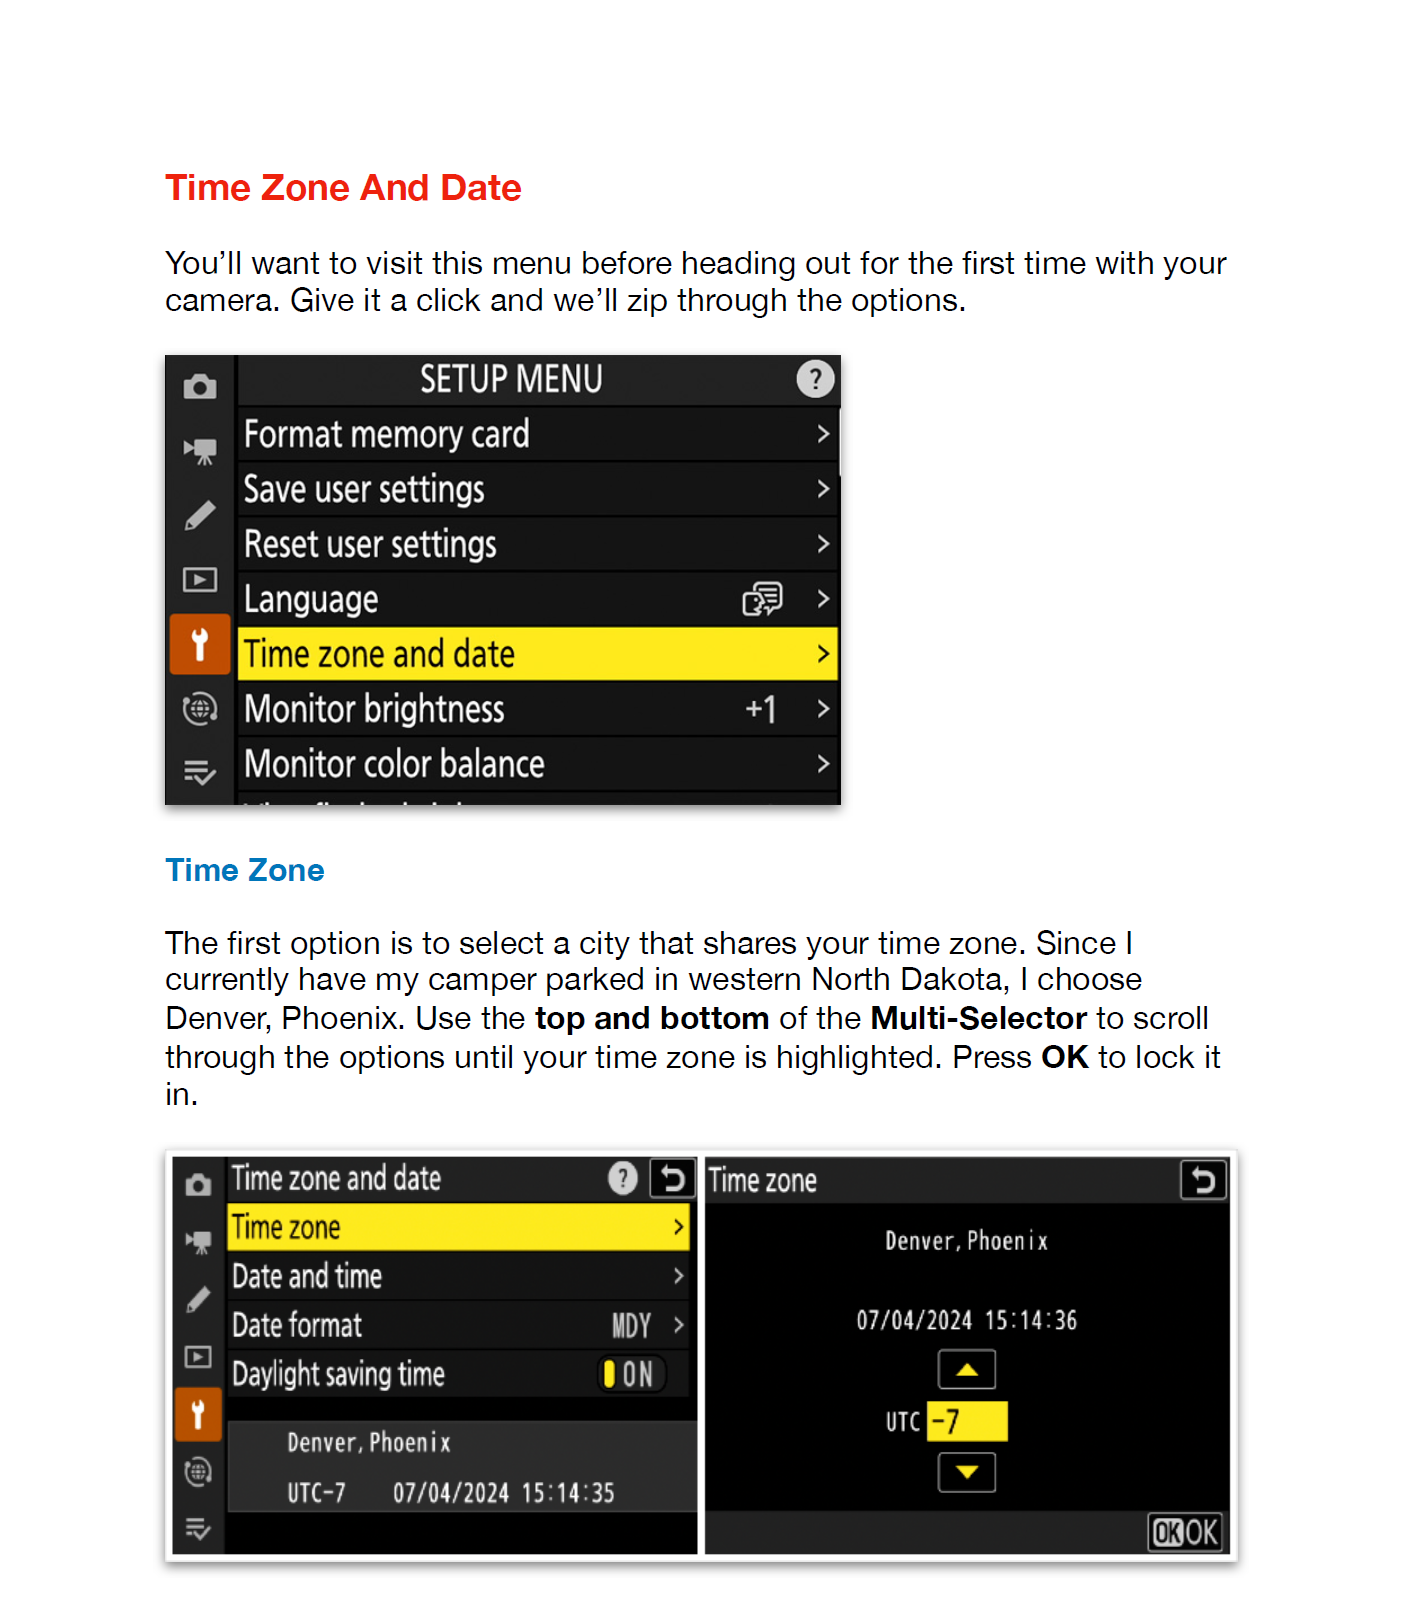 Time Zone And Date
You’ll want to visit this menu before heading out for the first time with your
camera. Give it a click and we’ll zip through the options.
SETUP MENU ?
Format memory card >
Save user settings >
Reset user settings >
Language >
Time zone and date >
Monitor brightness +1 >
Monitor color balance >
Time Zone
The first option is to select a city that shares your time zone. Since I
currently have my camper parked in western North Dakota, I choose
Denver, Phoenix. Use the top and bottom of the Multi-Selector to scroll
through the options until your time zone is highlighted. Press OK to lock it
in.
Time zone and date ?
Time zone >
Date and time >
Date format MDY >
Daylight saving time ON
Denver, Phoenix
UTC-7 07/04/2024 15:14:35
Time zone
Denver, Phoenix
07/04/2024 15:14:36
UTC -7
OK OK